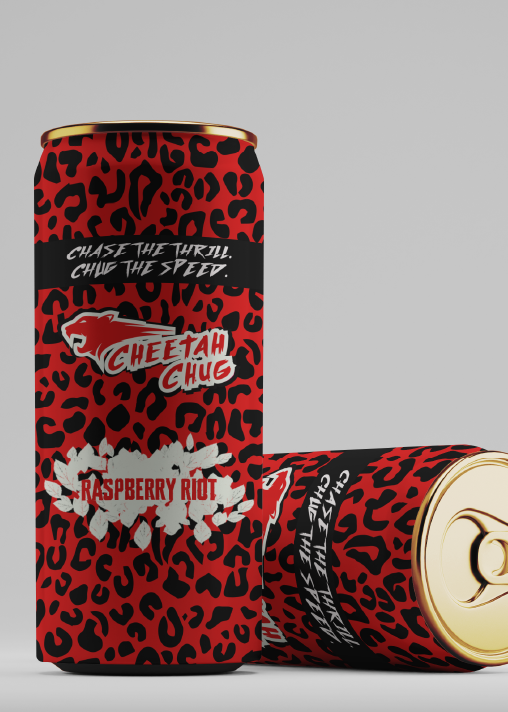 CHASE THE THRILL.
CHUG THE SPEED.
CHEETAH
CHUG
RASPBERRY RIOT
CHASE THE THRILL.
CHUG THE SPEED.